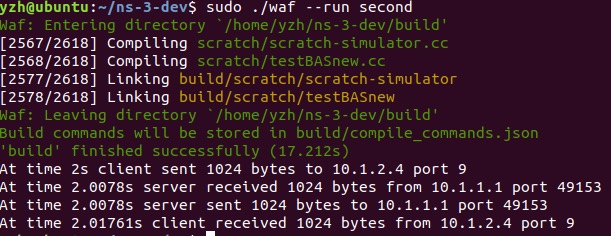 yzh@ubuntu:~/ns-3-dev$ sudo ./waf --run second
Waf: Entering directory `/home/yzh/ns-3-dev/build'
[2567/2618] Compiling scratch/scratch-simulator.cc
[2568/2618] Compiling scratch/testBASnew.cc
[2577/2618] Linking build/scratch/scratch-simulator
[2578/2618] Linking build/scratch/testBASnew
Waf: Leaving directory `/home/yzh/ns-3-dev/build'
Build commands will be stored in build/compile_commands.json
'build' finished successfully (17.212s)
At time 2s client sent 1024 bytes to 10.1.2.4 port 9
At time 2.0078s server received 1024 bytes from 10.1.1.1 port 49153
At time 2.0078s server sent 1024 bytes to 10.1.1.1 port 49153
At time 2.01761s client received 1024 bytes from 10.1.2.4 port 9